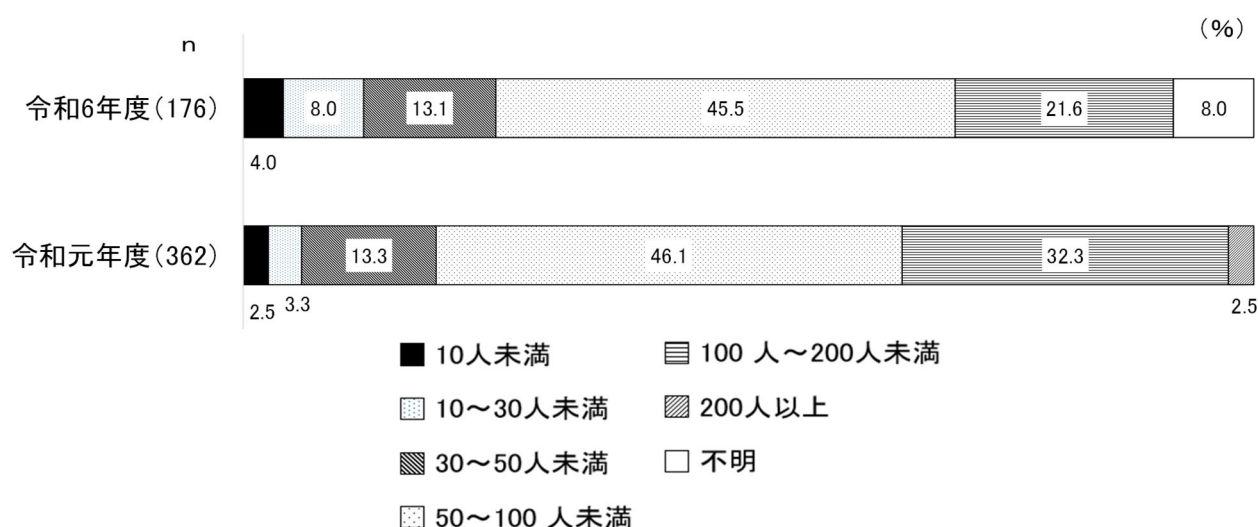 (%)
n
令和6年度(176)
8.0
13.1
45.5
21.6
8.0
4.0
令和元年度(362)
13.3
46.1
32.3
2.5
3.3
2.5
10人未満
100 人～200人未満
10～30人未満
200人以上
30～50人未満
不明
50～100 人未満